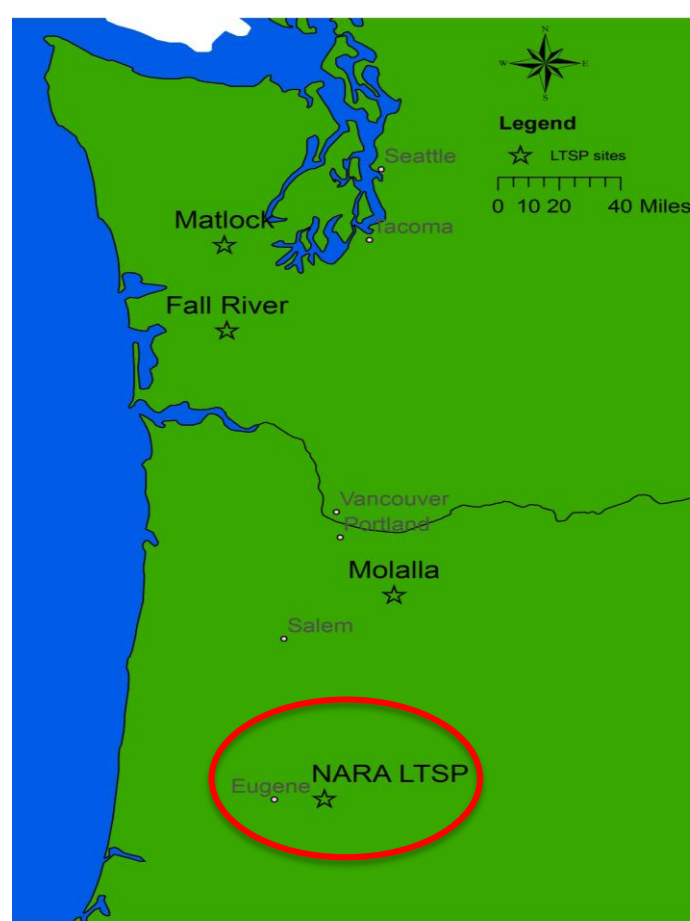 N
W E
S
Legend
LTSP sites
0 10 20 40 Miles
Seattle
Matlock
Tacoma
Fall River
Vancouver
Portland
Molalla
Salem
NARA LTSP
Eugene